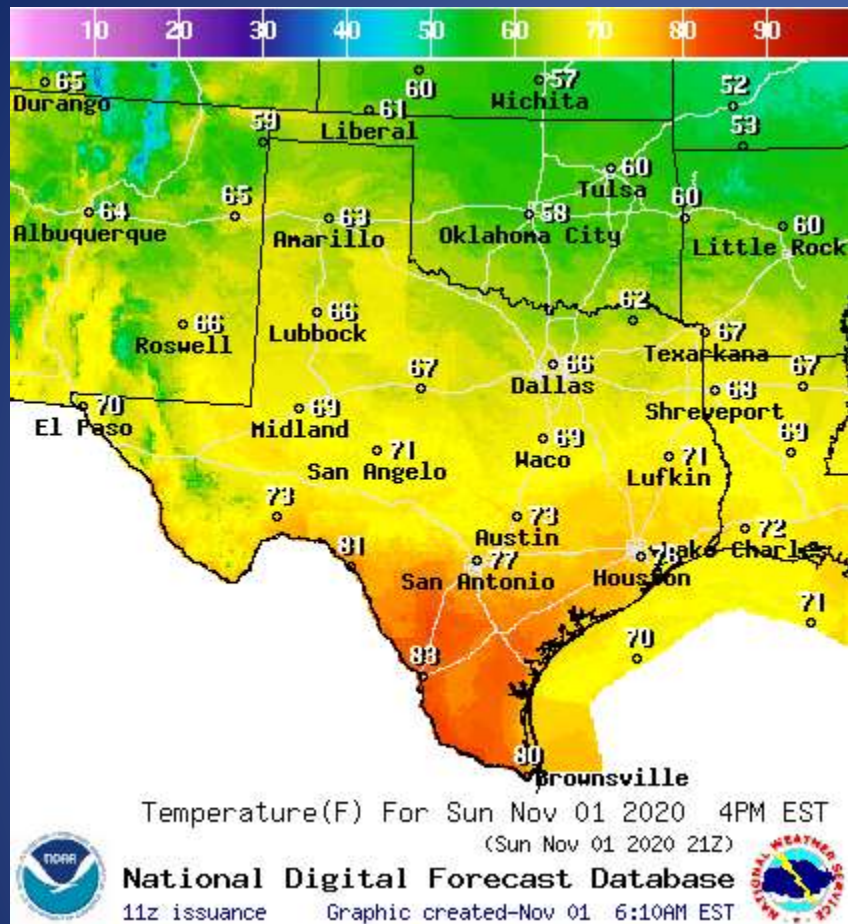 10 20 30 40 50 60 70 80 90
65
Durango
60
57
Wichita
52
61
Liberal
59
53
60
Tulsa
64
Albuquerque
65
63
Amarillo
58
Oklahoma City
60
60
Little Rock
66
Roswell
66
Lubbock
62
67
Texarkana
66
Dallas
67
68
Shreveport
67
70
El Paso
69
Midland
71
San Angelo
69
Waco
71
Lufkin
69
73
73
Austin
72
Lake Charles
81
77
San Antonio
Houston
71
70
80
Brownsville
Temperature(F) For Sun Nov 01 2020 4PM EST
(Sun Nov 01 2020 21Z)
NOAA
National Digital Forecast Database
11z issuance Graphic created-Nov 01 6:10AM EST
NATIONAL WEATHER SERVICE